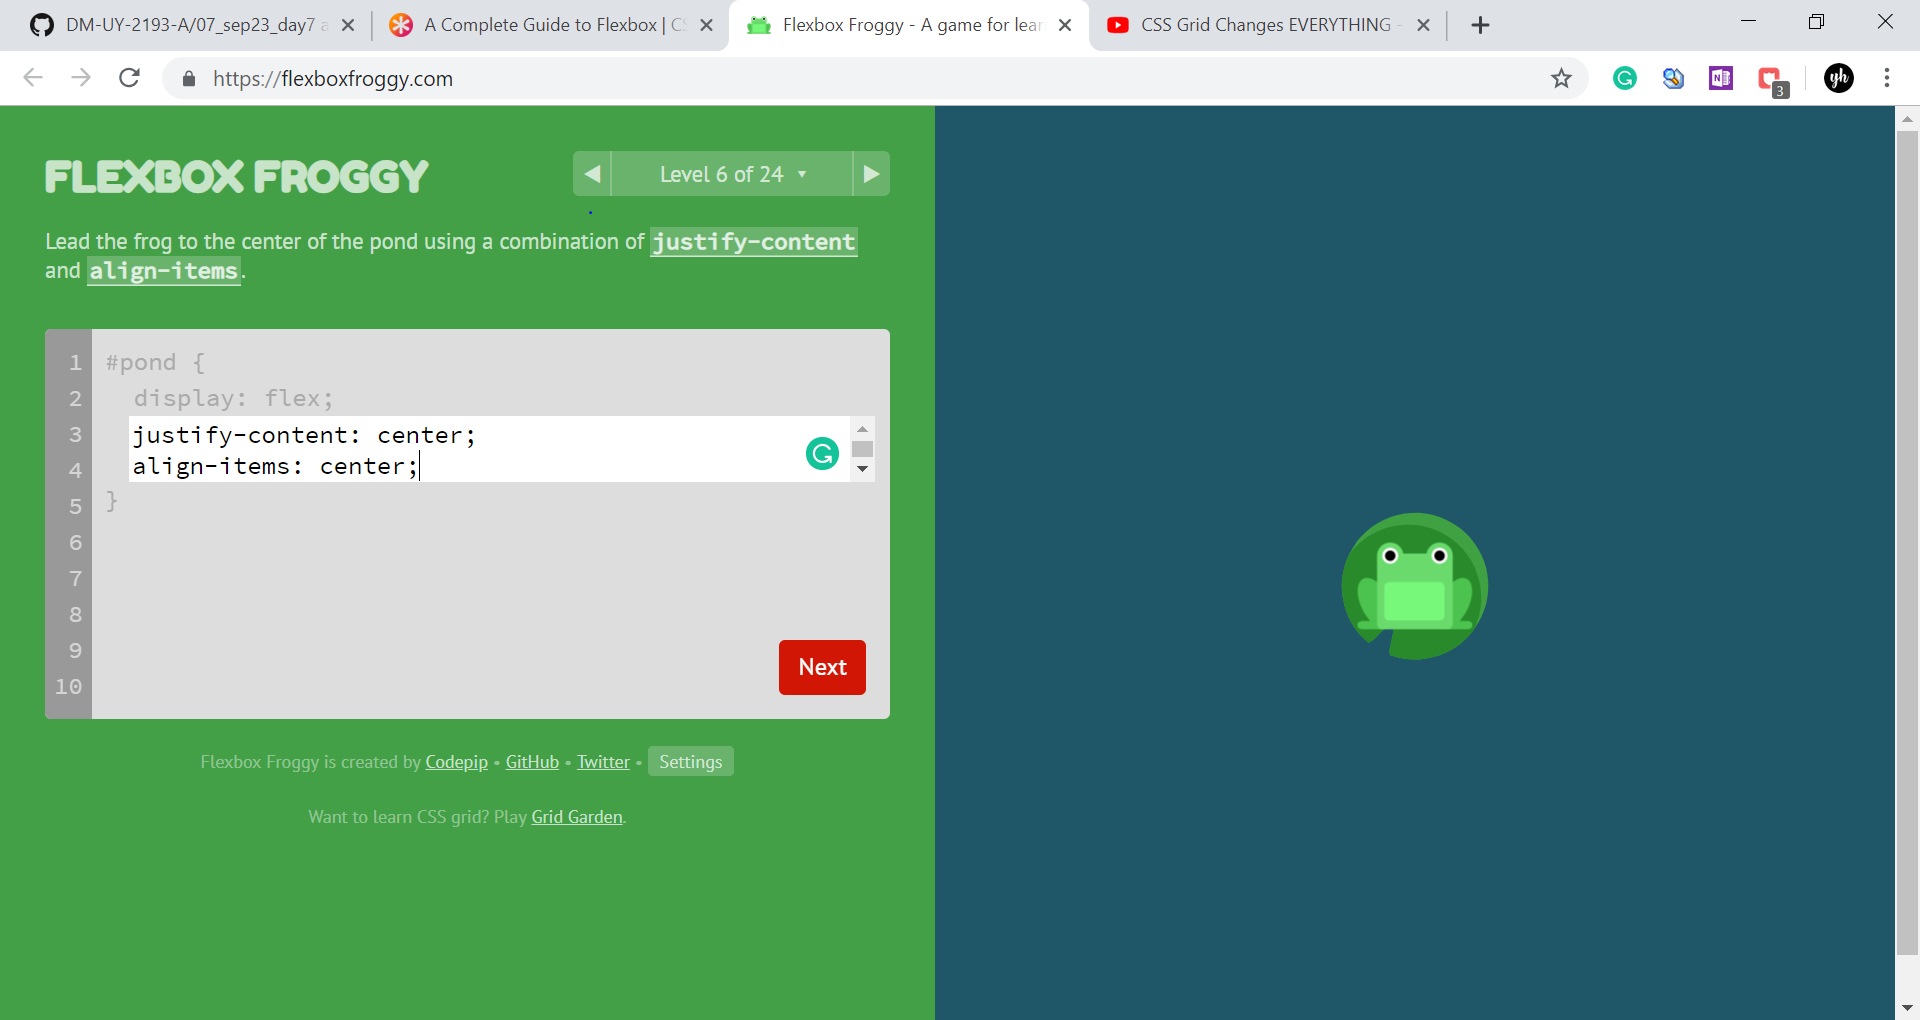 DM-UY-2193-A/07_sep23_day7 a
A Complete Guide to Flexbox | CS
Flexbox Froggy - A game for lear
CSS Grid Changes EVERYTHING -
https://flexboxfroggy.com
N
3
yh
FLEXBOX FROGGY
Level 6 of 24
Lead the frog to the center of the pond using a combination of justify-content
and align-items.
1 #pond {
2 display: flex;
3 justify-content: center;
4 align-items: center;
5 }
6
7
8
9
10
Next
Flexbox Froggy is created by Codepip • GitHub • Twitter • Settings
Want to learn CSS grid? Play Grid Garden.